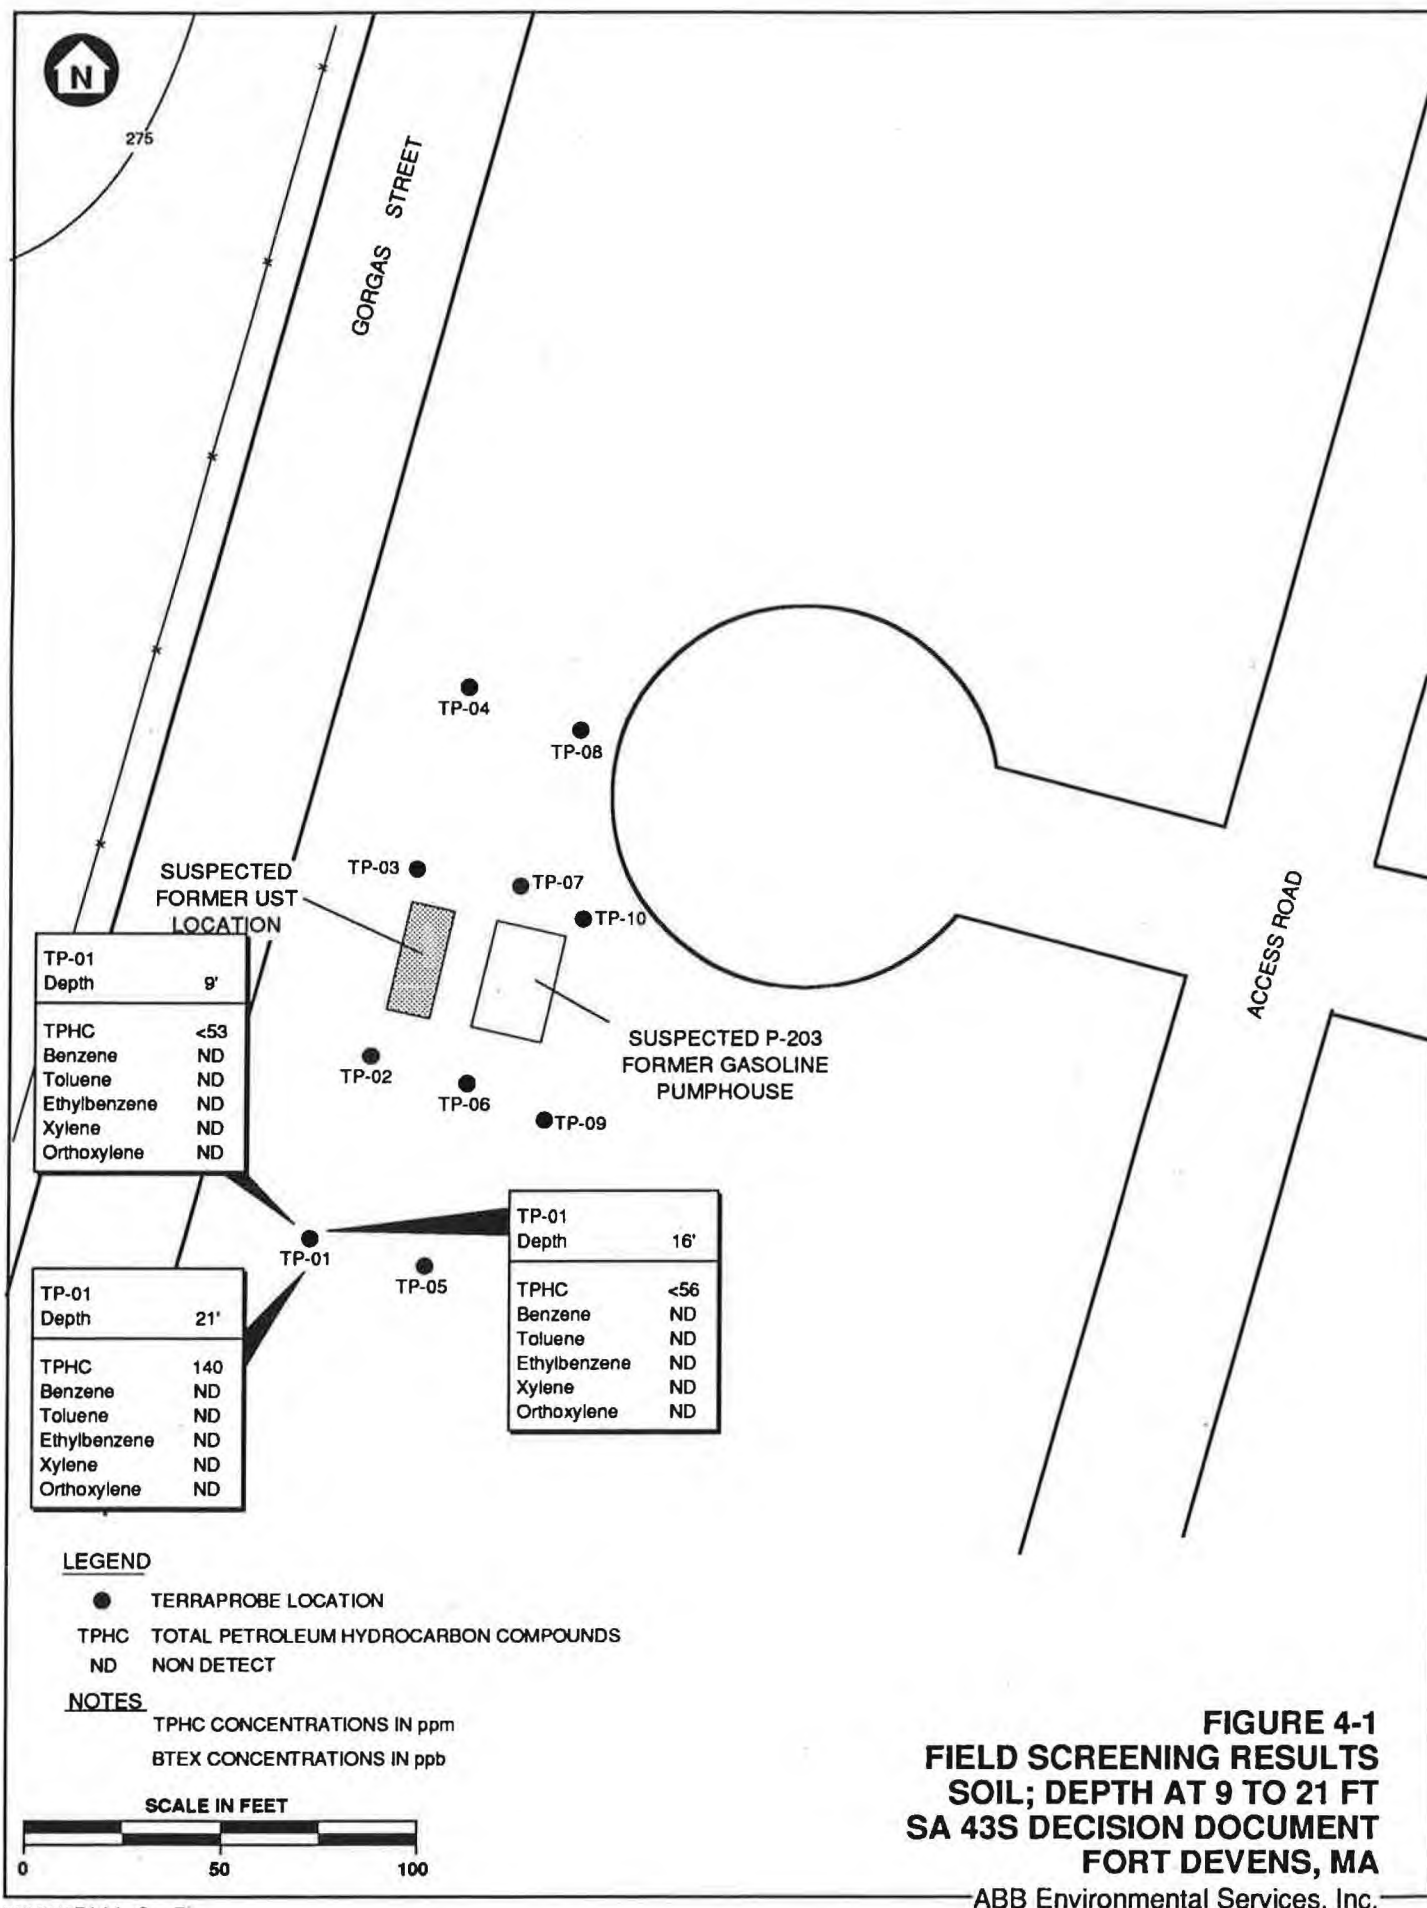 N
275
GORGAS STREET
TP-04
TP-08
TP-03
TP-07
TP-10
SUSPECTED
FORMER UST
LOCATION
ACCESS ROAD
SUSPECTED P-203
FORMER GASOLINE
PUMPHOUSE
TP-02
TP-06
TP-09
TP-01
Depth 9'
TPHC <53
Benzene ND
Toluene ND
Ethylbenzene ND
Xylene ND
Orthoxylene ND
TP-01
TP-05
TP-01
Depth 16'
TPHC <56
Benzene ND
Toluene ND
Ethylbenzene ND
Xylene ND
Orthoxylene ND
TP-01
Depth 21'
TPHC 140
Benzene ND
Toluene ND
Ethylbenzene ND
Xylene ND
Orthoxylene ND
LEGEND
TERRAPROBE LOCATION
TPHC TOTAL PETROLEUM HYDROCARBON COMPOUNDS
ND NON DETECT
NOTES
TPHC CONCENTRATIONS IN ppm
BTEX CONCENTRATIONS IN ppb
SCALE IN FEET
0 50 100
FIGURE 4-1
FIELD SCREENING RESULTS
SOIL; DEPTH AT 9 TO 21 FT
SA 43S DECISION DOCUMENT
FORT DEVENS, MA
ABB Environmental Services, Inc.